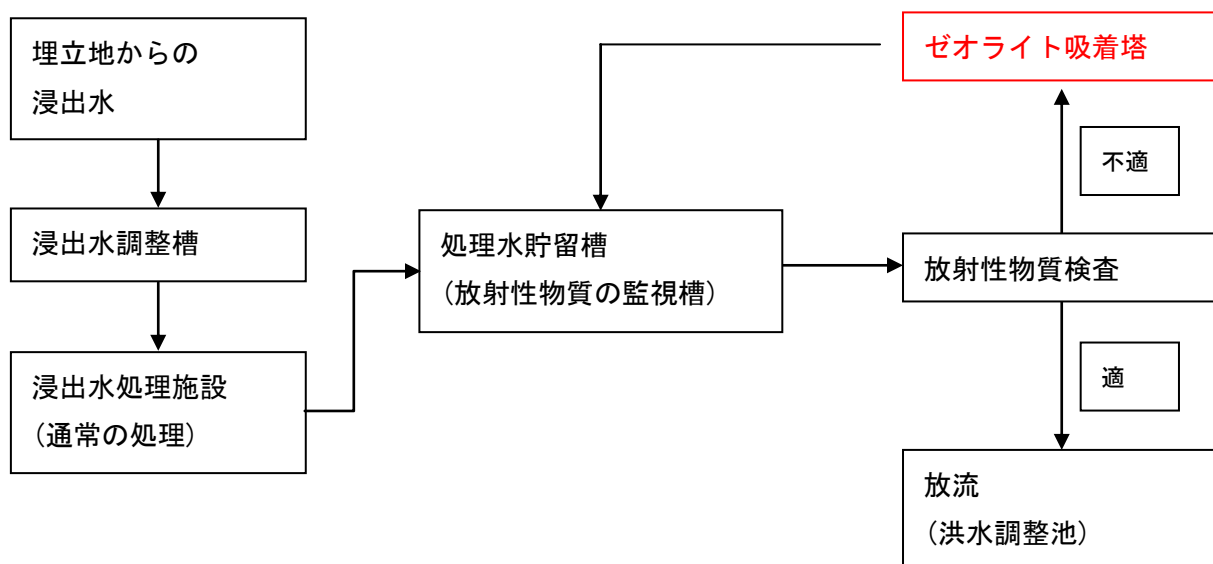 埋立地からの
浸出水
浸出水調整槽
浸出水処理施設
（通常の処理）
処理水貯留槽
（放射性物質の監視槽）
ゼオライト吸着塔
不適
放射性物質検査
適
放流
（洪水調整池）